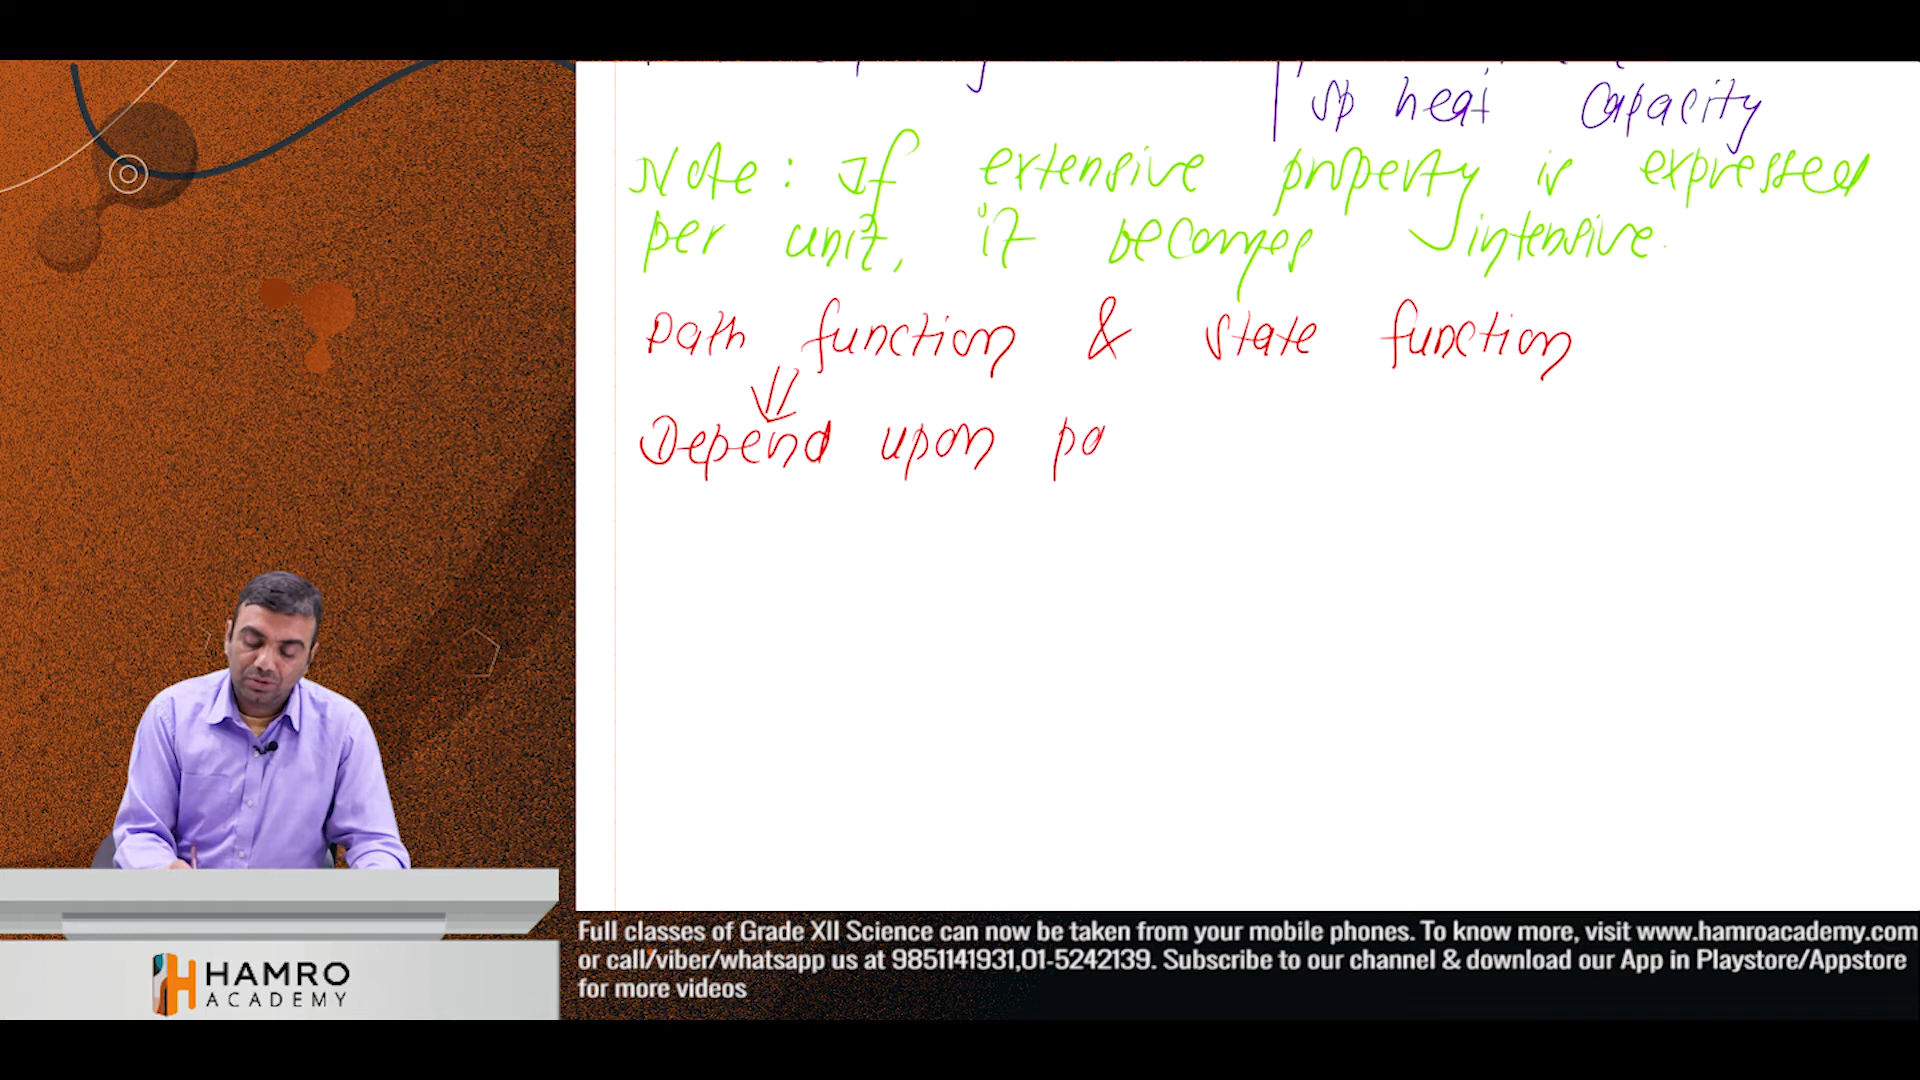 sp heat capacity
Note: If extensive property is expressed
per unit, it becomes intensive.
Path function & state function
Depend upon pa
HAMRO
ACADEMY
Full classes of Grade XII Science can now be taken from your mobile phones. To know more, visit www.hamroacademy.com
or call/viber/whatsapp us at 9851141931,01-5242139. Subscribe to our channel & download our App in Playstore/Appstore
for more videos